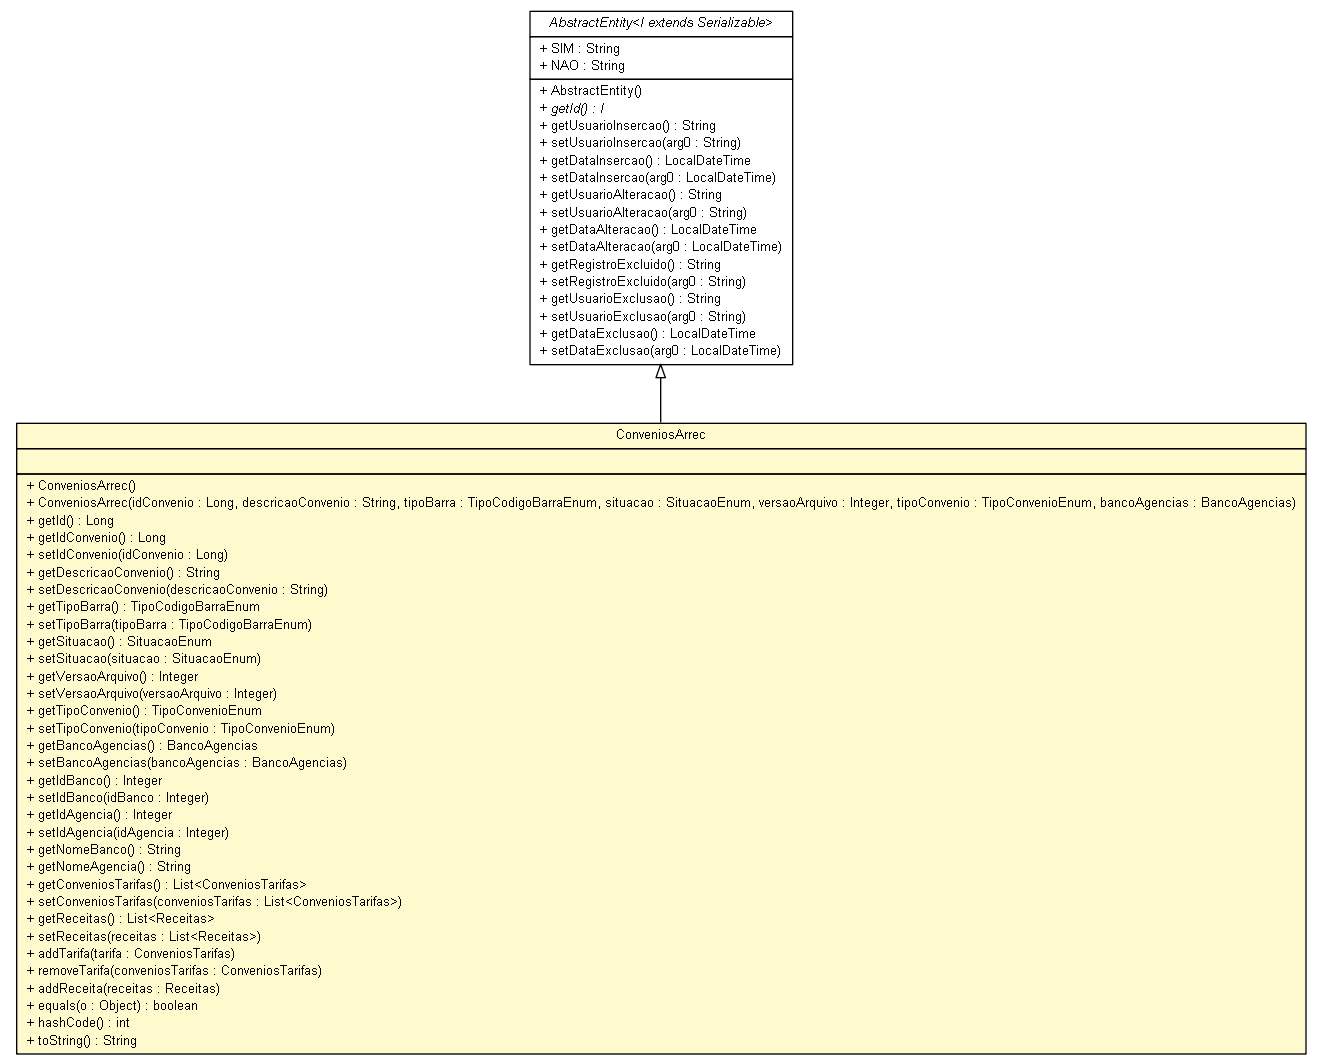 AbstractEntity<I extends Serializable>
+ SIM : String
+ NAO : String
+ AbstractEntity()
+ getId() : I
+ getUsuarioInsercao() : String
+ setUsuarioInsercao(arg0 : String)
+ getDataInsercao() : LocalDateTime
+ setDataInsercao(arg0 : LocalDateTime)
+ getUsuarioAlteracao() : String
+ setUsuarioAlteracao(arg0 : String)
+ getDataAlteracao() : LocalDateTime
+ setDataAlteracao(arg0 : LocalDateTime)
+ getRegistroExcluido() : String
+ setRegistroExcluido(arg0 : String)
+ getUsuarioExclusao() : String
+ setUsuarioExclusao(arg0 : String)
+ getDataExclusao() : LocalDateTime
+ setDataExclusao(arg0 : LocalDateTime)
ConveniosArrec
+ ConveniosArrec()
+ ConveniosArrec(idConvenio : Long, descricaoConvenio : String, tipoBarra : TipoCodigoBarraEnum, situacao : SituacaoEnum, versaoArquivo : Integer, tipoConvenio : TipoConvenioEnum, bancoAgencias : BancoAgencias)
+ getId() : Long
+ getIdConvenio() : Long
+ setIdConvenio(idConvenio : Long)
+ getDescricaoConvenio() : String
+ setDescricaoConvenio(descricaoConvenio : String)
+ getTipoBarra() : TipoCodigoBarraEnum
+ setTipoBarra(tipoBarra : TipoCodigoBarraEnum)
+ getSituacao() : SituacaoEnum
+ setSituacao(situacao : SituacaoEnum)
+ getVersaoArquivo() : Integer
+ setVersaoArquivo(versaoArquivo : Integer)
+ getTipoConvenio() : TipoConvenioEnum
+ setTipoConvenio(tipoConvenio : TipoConvenioEnum)
+ getBancoAgencias() : BancoAgencias
+ setBancoAgencias(bancoAgencias : BancoAgencias)
+ getIdBanco() : Integer
+ setIdBanco(idBanco : Integer)
+ getIdAgencia() : Integer
+ setIdAgencia(idAgencia : Integer)
+ getNomeBanco() : String
+ getNomeAgencia() : String
+ getConveniosTarifas() : List<ConveniosTarifas>
+ setConveniosTarifas(conveniosTarifas : List<ConveniosTarifas>)
+ getReceitas() : List<Receitas>
+ setReceitas(receitas : List<Receitas>)
+ addTarifa(tarifa : ConveniosTarifas)
+ removeTarifa(conveniosTarifas : ConveniosTarifas)
+ addReceita(receitas : Receitas)
+ equals(o : Object) : boolean
+ hashCode() : int
+ toString() : String